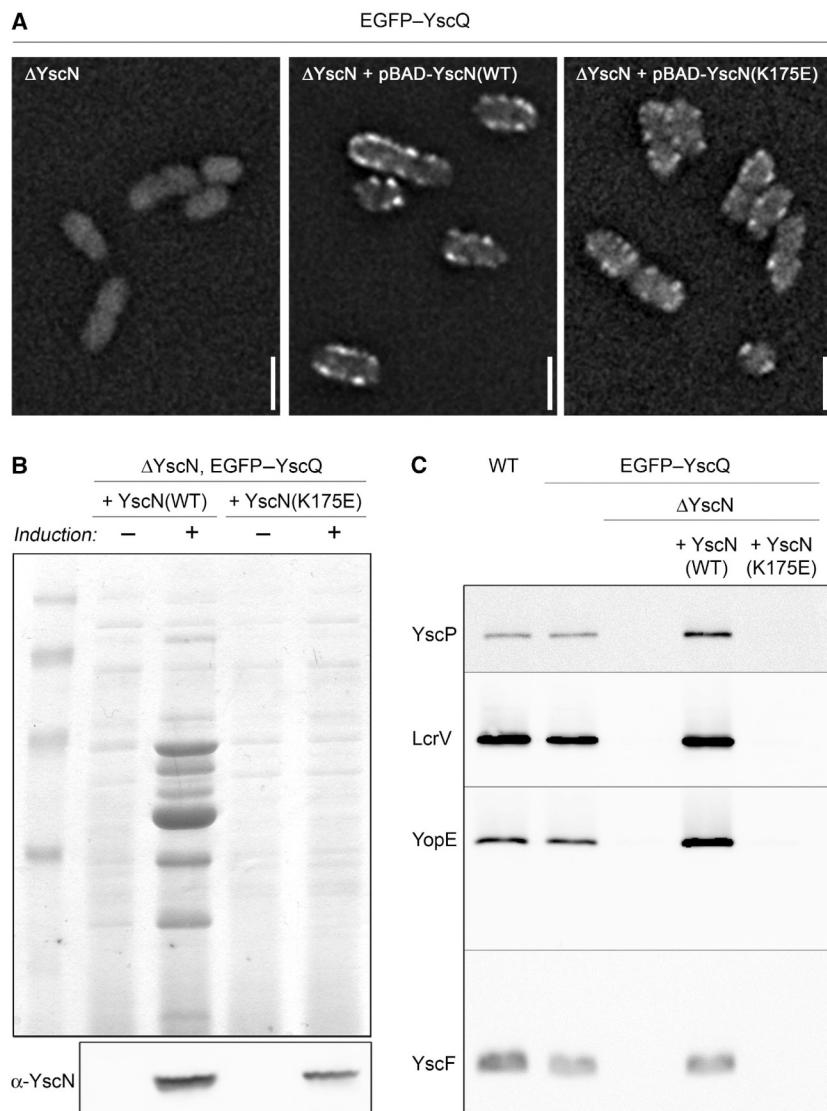 A
EGFP–YscQ
ΔYscN
ΔYscN + pBAD-YscN(WT)
ΔYscN + pBAD-YscN(K175E)
B
ΔYscN, EGFP–YscQ
+ YscN(WT) + YscN(K175E)
Induction: – + – +
α-YscN
C
WT EGFP–YscQ
ΔYscN
+ YscN + YscN
(WT) (K175E)
YscP
LcrV
YopE
YscF